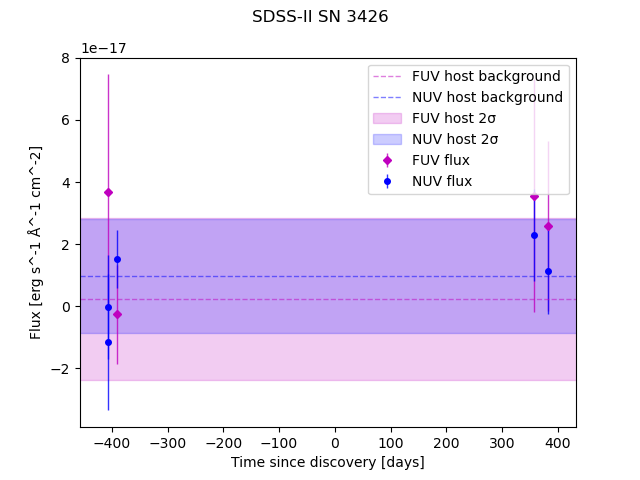 SDSS-II SN 3426
1e−17
FUV host background
NUV host background
FUV host 2σ
NUV host 2σ
FUV flux
NUV flux
8
6
4
2
0
−2
Flux [erg s^-1 Å^-1 cm^-2]
−400 −300 −200 −100 0 100 200 300 400
Time since discovery [days]